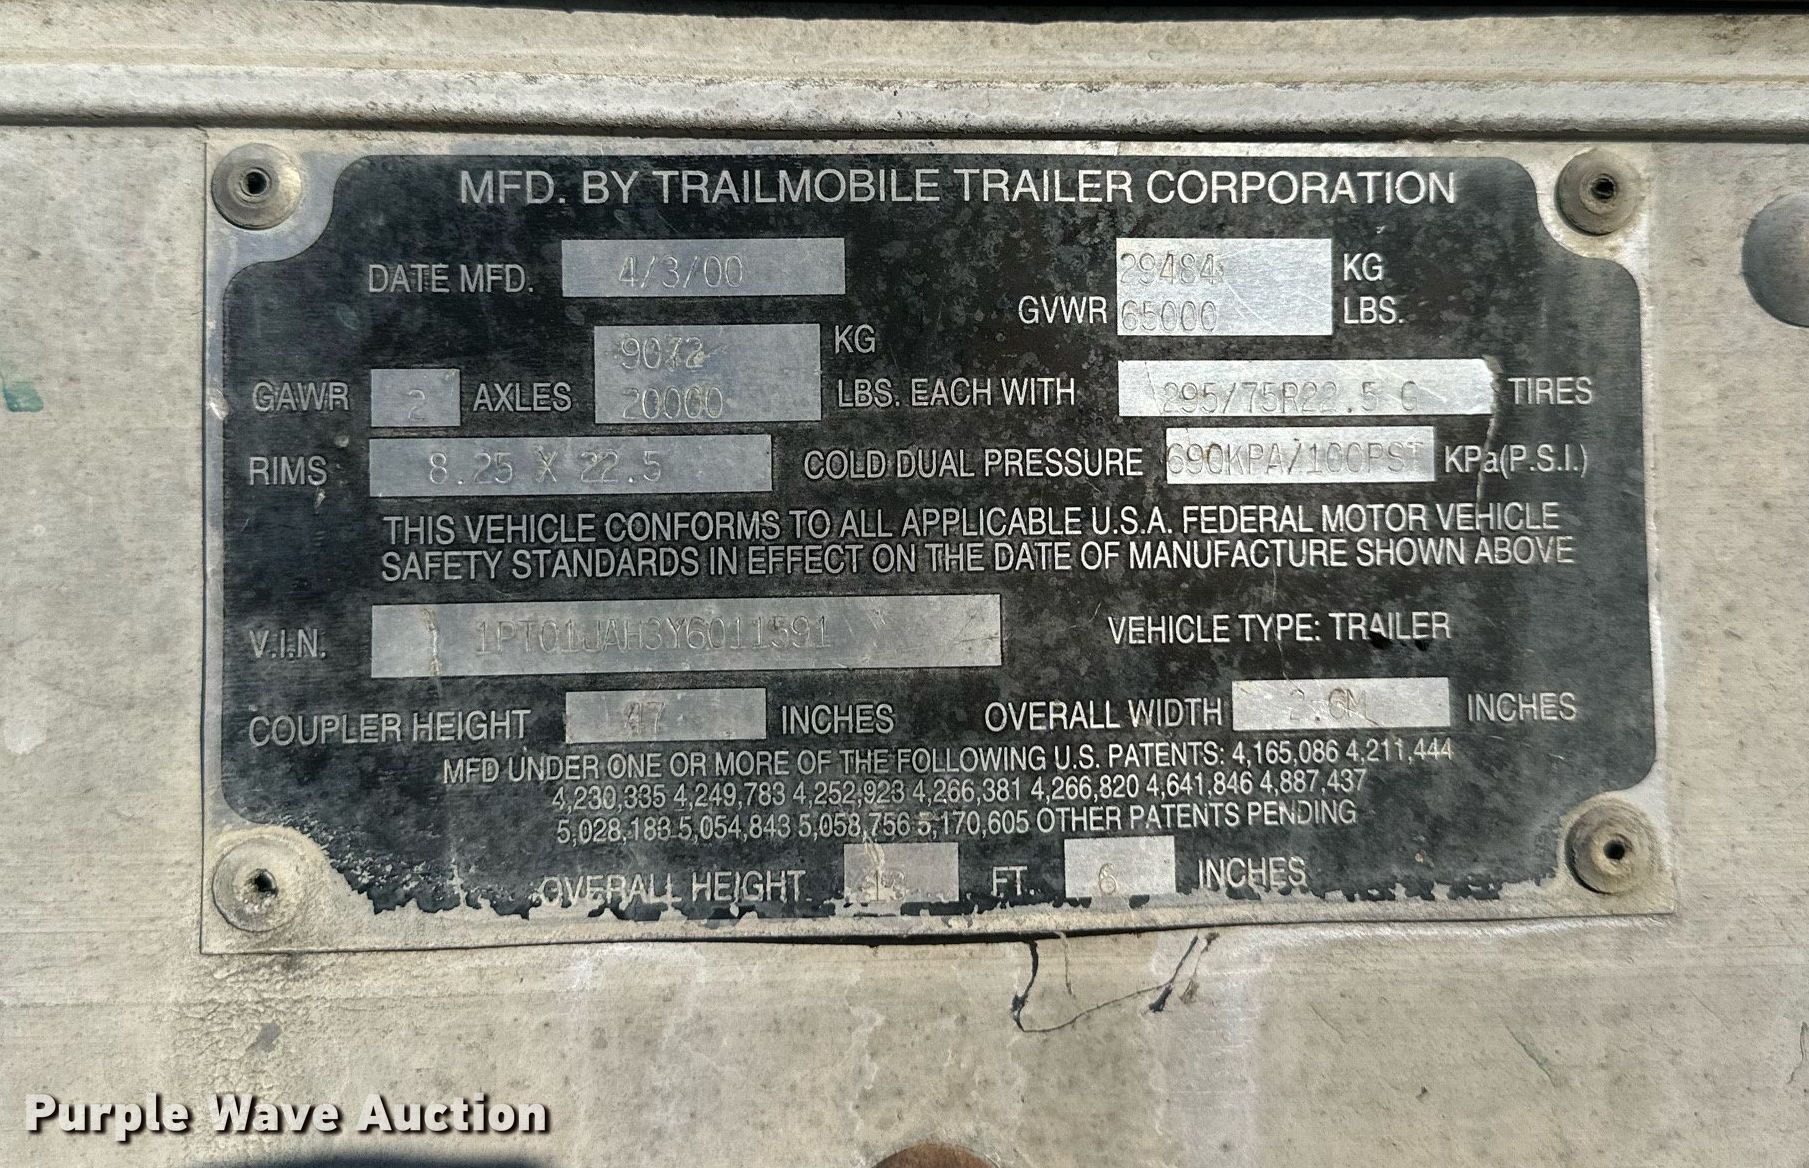 MFD. BY TRAILMOBILE TRAILER CORPORATION
DATE MFD. 4/3/00 29484 KG
GVWR 65000 LBS.
9072 KG
GAWR 2 AXLES 20000 LBS. EACH WITH 295/75R22.5 G TIRES
RIMS 8.25 X 22.5 COLD DUAL PRESSURE 690KPA/100PSI KPa(P.S.I.)
THIS VEHICLE CONFORMS TO ALL APPLICABLE U.S.A. FEDERAL MOTOR VEHICLE
SAFETY STANDARDS IN EFFECT ON THE DATE OF MANUFACTURE SHOWN ABOVE
V.I.N. 1PT01JAH3Y6011591 VEHICLE TYPE: TRAILER
COUPLER HEIGHT 47 INCHES OVERALL WIDTH 2.6M INCHES
MFD UNDER ONE OR MORE OF THE FOLLOWING U.S. PATENTS: 4,165,086 4,211,444
4,230,335 4,249,783 4,252,923 4,266,381 4,266,820 4,641,846 4,887,437
5,028,183 5,054,843 5,058,756 5,170,605 OTHER PATENTS PENDING
OVERALL HEIGHT FT. 6 INCHES
Purple Wave Auction